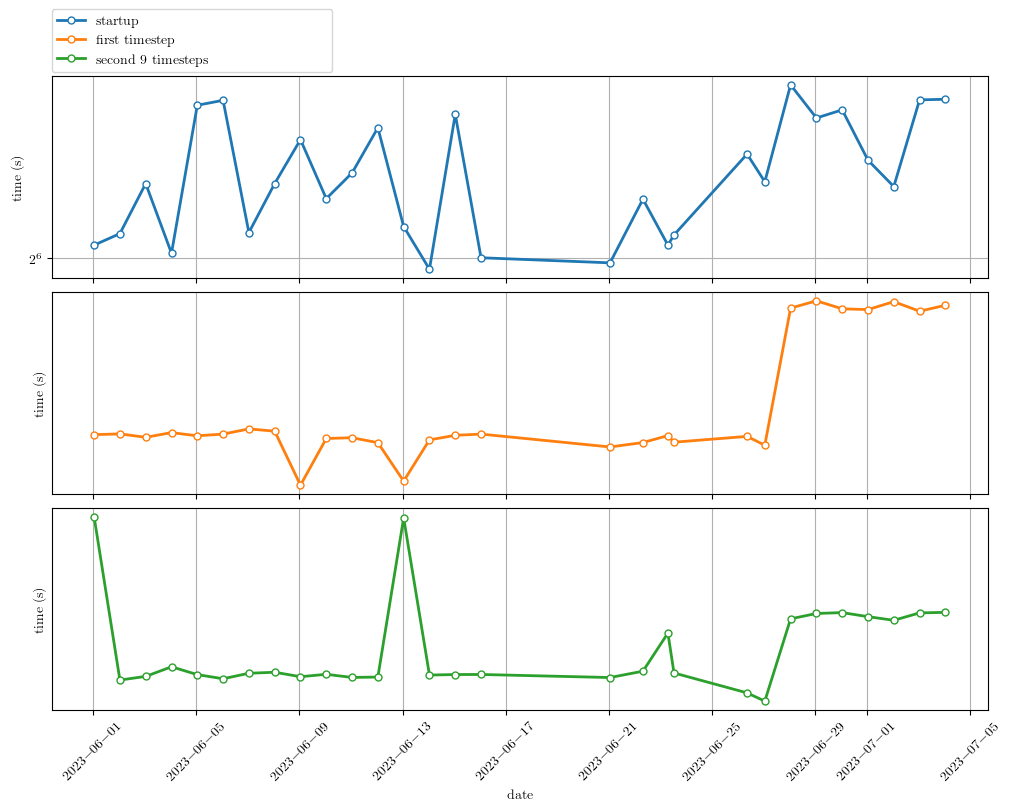 startup
first timestep
second 9 timesteps
time (s)
2⁶
time (s)
time (s)
2023−06−01
2023−06−05
2023−06−09
2023−06−13
2023−06−17
2023−06−21
2023−06−25
2023−06−29
2023−07−01
2023−07−05
date